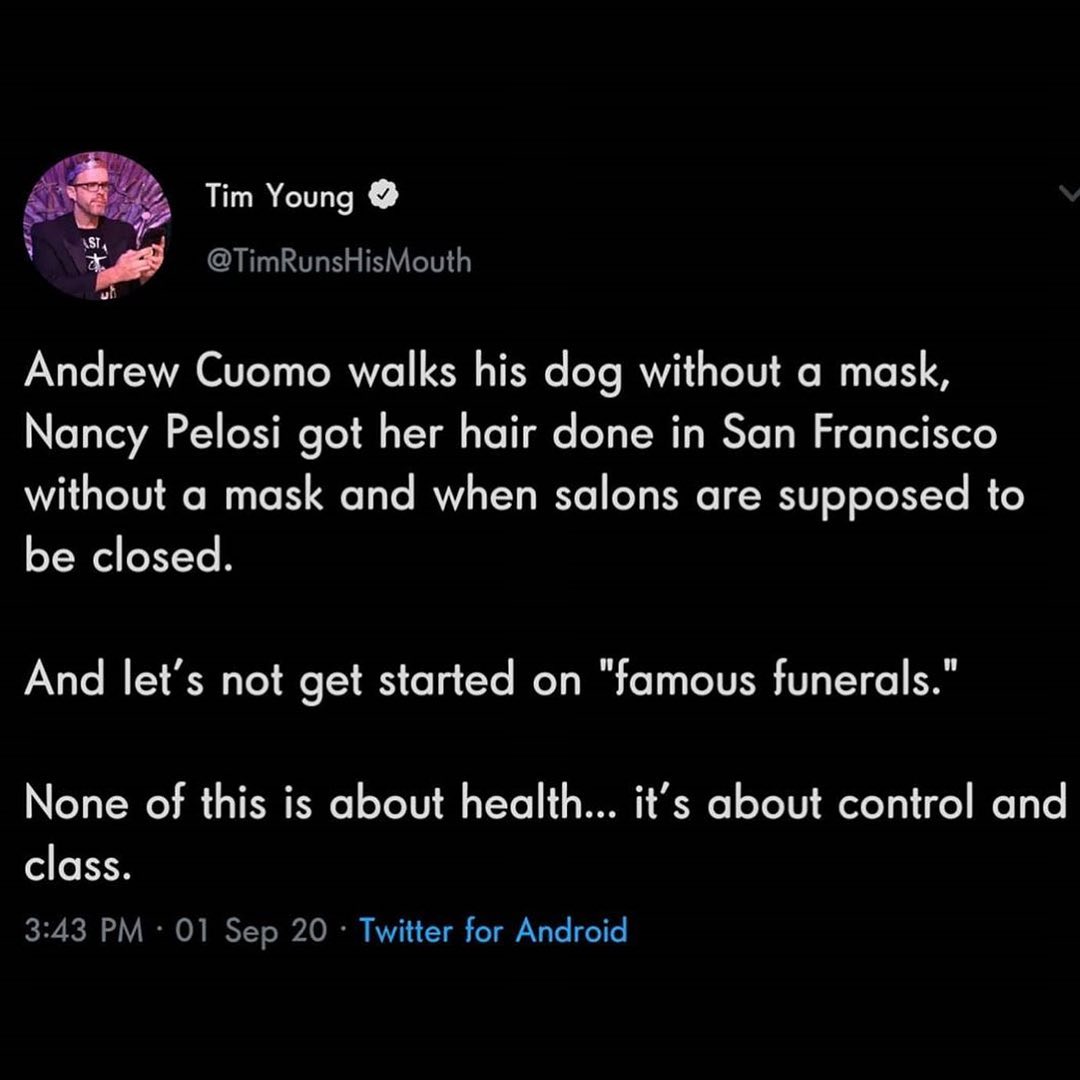 Tim Young
@TimRunsHisMouth
Andrew Cuomo walks his dog without a mask,
Nancy Pelosi got her hair done in San Francisco
without a mask and when salons are supposed to
be closed.
And let’s not get started on "famous funerals."
None of this is about health... it’s about control and
class.
3:43 PM · 01 Sep 20 · Twitter for Android